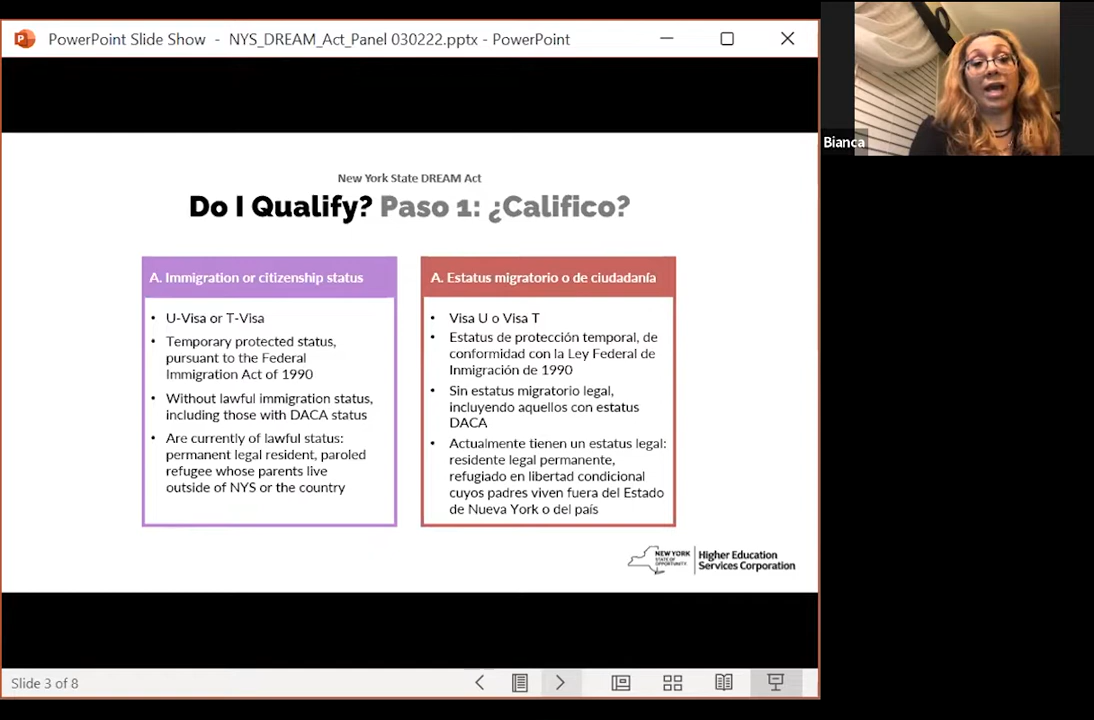 PowerPoint Slide Show - NYS_DREAM_Act_Panel 030222.pptx - PowerPoint
Bianca
New York State DREAM Act
Do I Qualify? Paso 1: ¿Califico?
A. Immigration or citizenship status
• U-Visa or T-Visa
• Temporary protected status,
pursuant to the Federal
Immigration Act of 1990
• Without lawful immigration status,
including those with DACA status
• Are currently of lawful status:
permanent legal resident, paroled
refugee whose parents live
outside of NYS or the country
A. Estatus migratorio o de ciudadanía
• Visa U o Visa T
• Estatus de protección temporal, de
conformidad con la Ley Federal de
Inmigración de 1990
• Sin estatus migratorio legal,
incluyendo aquellos con estatus
DACA
• Actualmente tienen un estatus legal:
residente legal permanente,
refugiado en libertad condicional
cuyos padres viven fuera del Estado
de Nueva York o del país
NEW YORK
STATE OF
OPPORTUNITY
Higher Education
Services Corporation
Slide 3 of 8